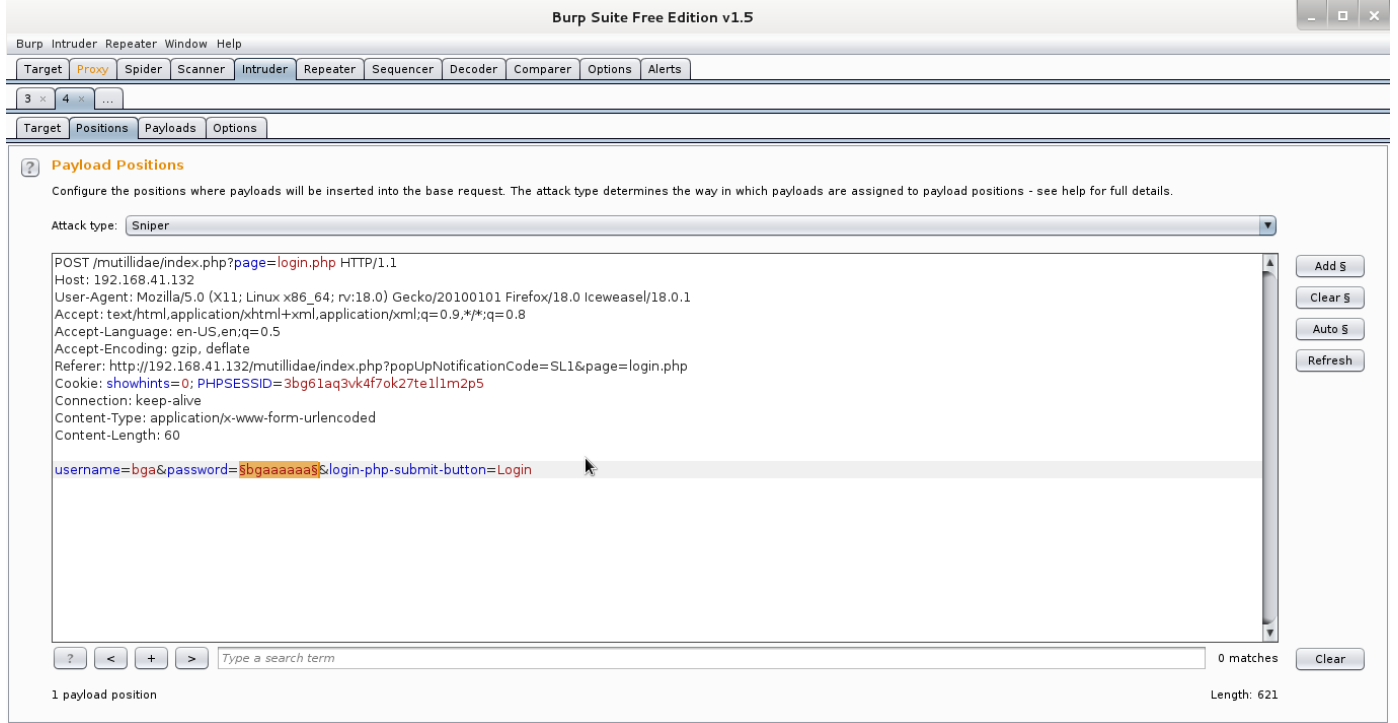 Burp Suite Free Edition v1.5
Burp Intruder Repeater Window Help
Target Proxy Spider Scanner Intruder Repeater Sequencer Decoder Comparer Options Alerts
3 × 4 × ...
Target Positions Payloads Options
? Payload Positions
Configure the positions where payloads will be inserted into the base request. The attack type determines the way in which payloads are assigned to payload positions - see help for full details.
Attack type: Sniper
POST /mutillidae/index.php?page=login.php HTTP/1.1
Host: 192.168.41.132
User-Agent: Mozilla/5.0 (X11; Linux x86_64; rv:18.0) Gecko/20100101 Firefox/18.0 Iceweasel/18.0.1
Accept: text/html,application/xhtml+xml,application/xml;q=0.9,*/*;q=0.8
Accept-Language: en-US,en;q=0.5
Accept-Encoding: gzip, deflate
Referer: http://192.168.41.132/mutillidae/index.php?popUpNotificationCode=SL1&page=login.php
Cookie: showhints=0; PHPSESSID=3bg61aq3vk4f7ok27te1l1m2p5
Connection: keep-alive
Content-Type: application/x-www-form-urlencoded
Content-Length: 60
username=bga&password=§bgaaaaaa§&login-php-submit-button=Login
Add §
Clear §
Auto §
Refresh
? < + > Type a search term 0 matches Clear
1 payload position Length: 621